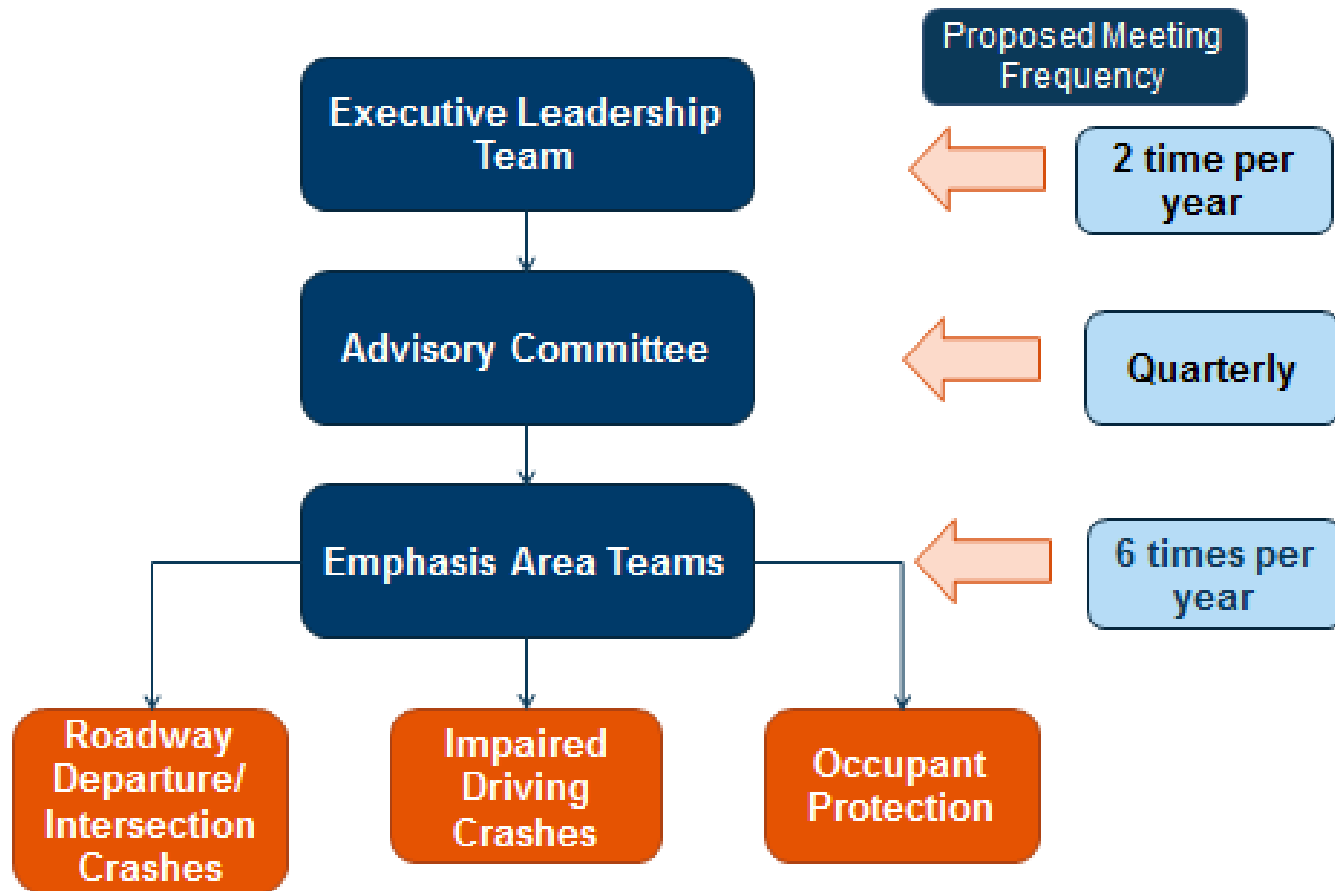 Proposed Meeting
Frequency
Executive Leadership
Team
2 time per
year
Advisory Committee
Quarterly
Emphasis Area Teams
6 times per
year
Roadway
Departure/
Intersection
Crashes
Impaired
Driving
Crashes
Occupant
Protection